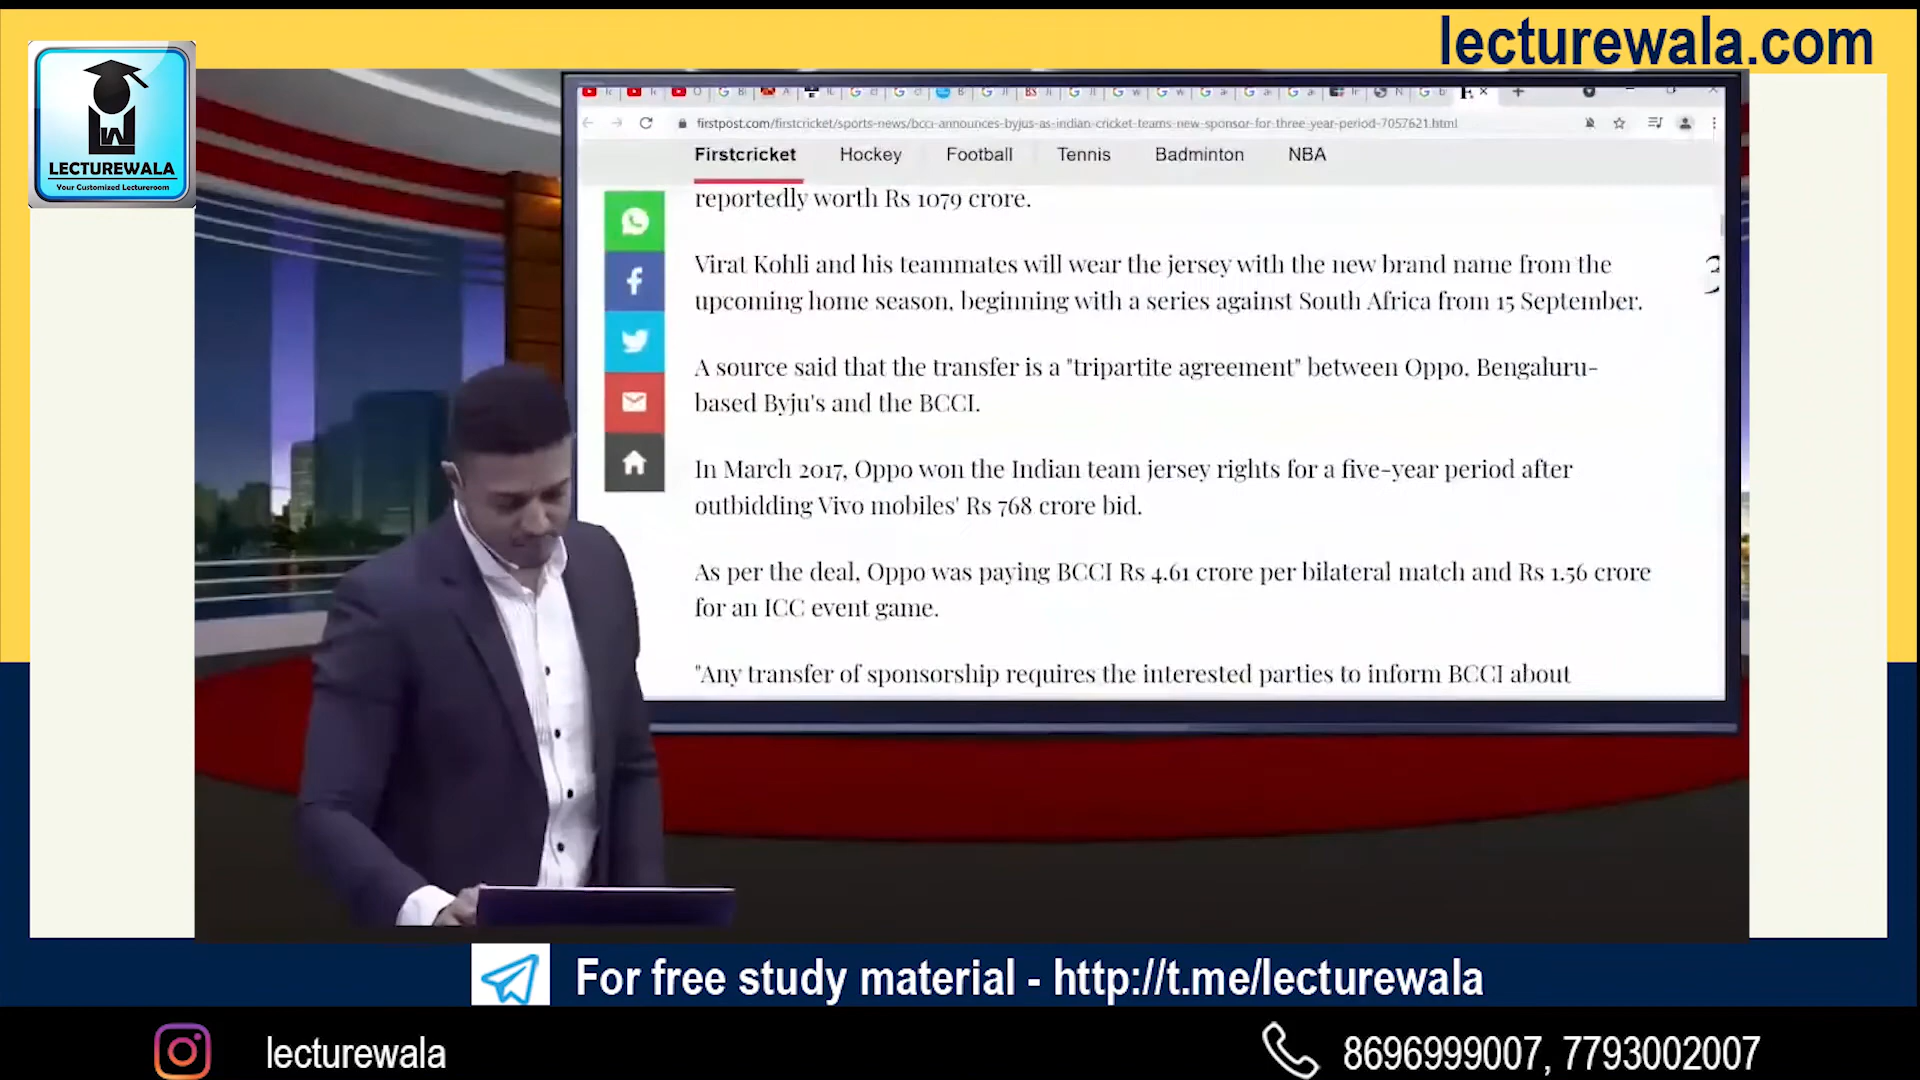 lecturewala.com
LW
LECTUREWALA
Your Customized Lectureroom
firstpost.com/firstcricket/sports-news/bcci-announces-byjus-as-indian-cricket-teams-new-sponsor-for-three-year-period-7057621.html
Firstcricket Hockey Football Tennis Badminton NBA
reportedly worth Rs 1079 crore.
Virat Kohli and his teammates will wear the jersey with the new brand name from the
upcoming home season, beginning with a series against South Africa from 15 September.
A source said that the transfer is a "tripartite agreement" between Oppo, Bengaluru-
based Byju's and the BCCI.
In March 2017, Oppo won the Indian team jersey rights for a five-year period after
outbidding Vivo mobiles' Rs 768 crore bid.
As per the deal, Oppo was paying BCCI Rs 4.61 crore per bilateral match and Rs 1.56 crore
for an ICC event game.
"Any transfer of sponsorship requires the interested parties to inform BCCI about
For free study material - http://t.me/lecturewala
lecturewala
8696999007, 7793002007